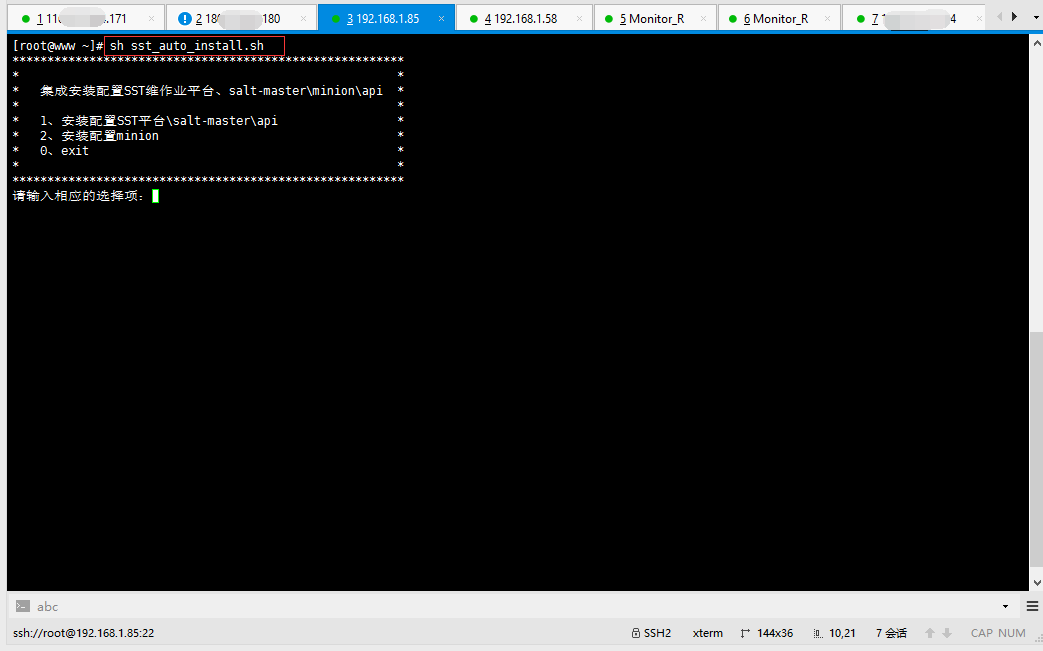 1 11 .171
2 18 180
3 192.168.1.85
4 192.168.1.58
5 Monitor_R
6 Monitor_R
7 1 4
[root@www ~]# sh sst_auto_install.sh
********************************************************
* *
* 集成安装配置SST维作业平台、salt-master\minion\api *
* *
* 1、安装配置SST平台\salt-master\api *
* 2、安装配置minion *
* 0、exit *
* *
********************************************************
请输入相应的选择项：
abc
ssh://root@192.168.1.85:22 SSH2 xterm 144x36 10,21 7 会话 CAP NUM